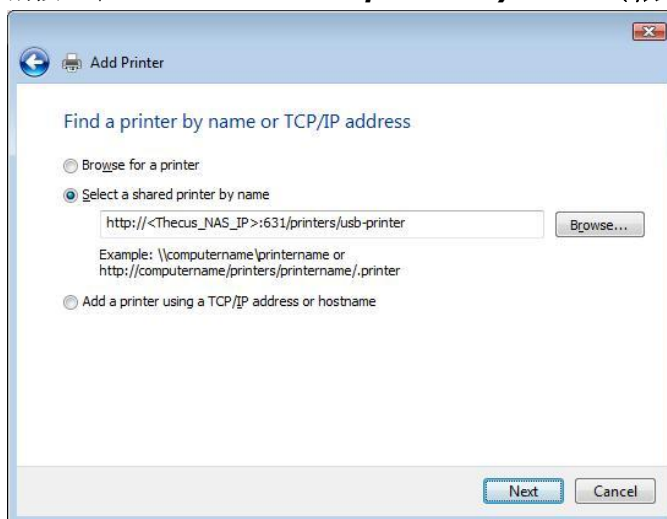 Add Printer
Find a printer by name or TCP/IP address
Browse for a printer
Select a shared printer by name
http://<Thecus_NAS_IP>:631/printers/usb-printer
Browse...
Example: \\computername\printername or
http://computername/printers/printername/.printer
Add a printer using a TCP/IP address or hostname
Next
Cancel